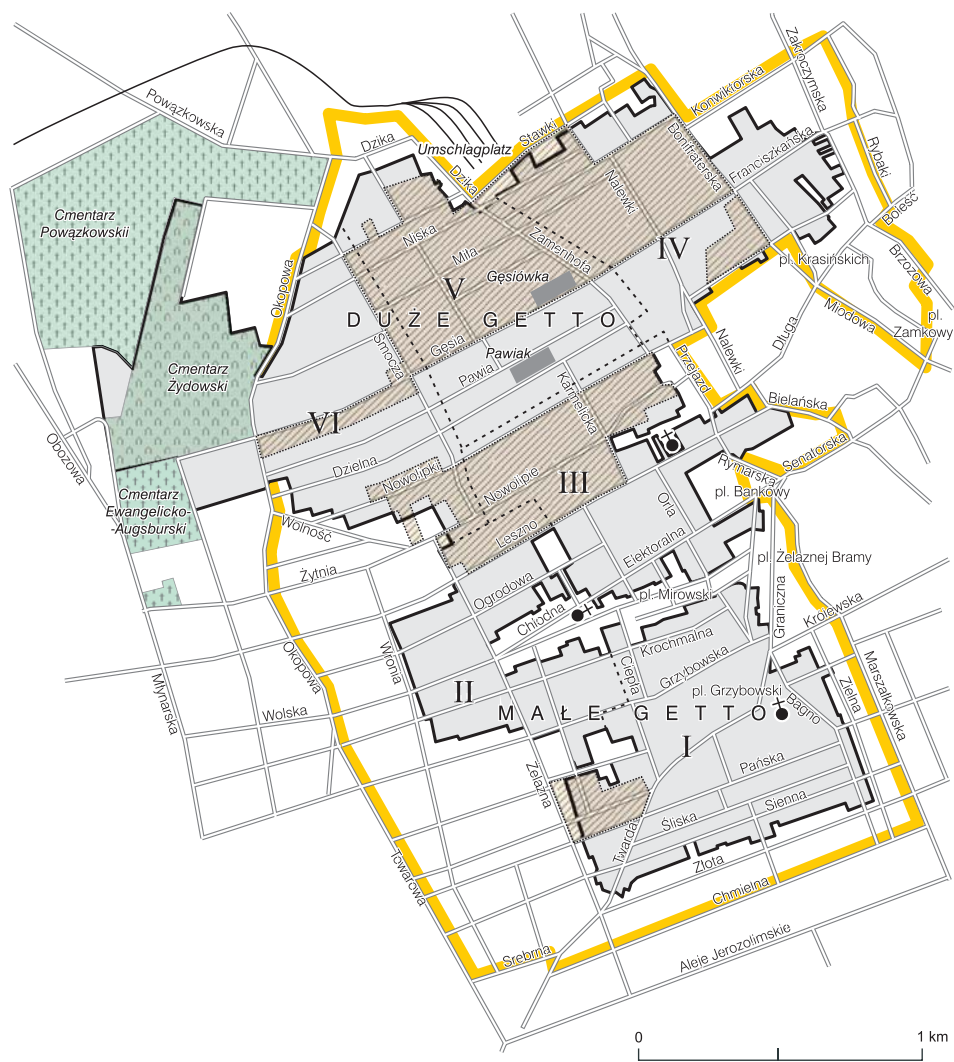 Zakroczymska
Konwiktorska
Powązkowska
Stawki
Dzika
Umschlagplatz
Bonifraterska
Franciszkańska
Rybaki
Dzika
Nalewki
Boleść
Cmentarz
Powązkowskii
Niska
Miła
Zamenhofa
IV
pl. Krasińskich
Brzozowa
Okopowa
V
Gęsiówka
Miodowa
DUŻE GETTO
pl.
Zamkowy
Smocza
Gęsia
Pawiak
Długa
Przejazd
Nalewki
Cmentarz
Żydowski
Pawia
Karmelicka
VI
Bielańska
Obozowa
Dzielna
Senatorska
Nowolipki
Nowolipie
III
Rymarska
pl. Bankowy
Cmentarz
Ewangelicko-
-Augsburski
Wolność
Leszno
Orla
Elektoralna
Żytnia
pl. Żelaznej Bramy
Ogrodowa
Chłodna
pl. Mirowski
Graniczna
Królewska
Krochmalna
Okopowa
Wronia
Ciepła
Grzybowska
Młynarska
II
pl. Grzybowski
Bagno
Zielna
Marszałkowska
Wolska
MAŁE GETTO
I
Żelazna
Pańska
Sienna
Śliska
Twarda
Złota
Towarowa
Chmielna
Srebrna
Aleje Jerozolimskie
0
1 km